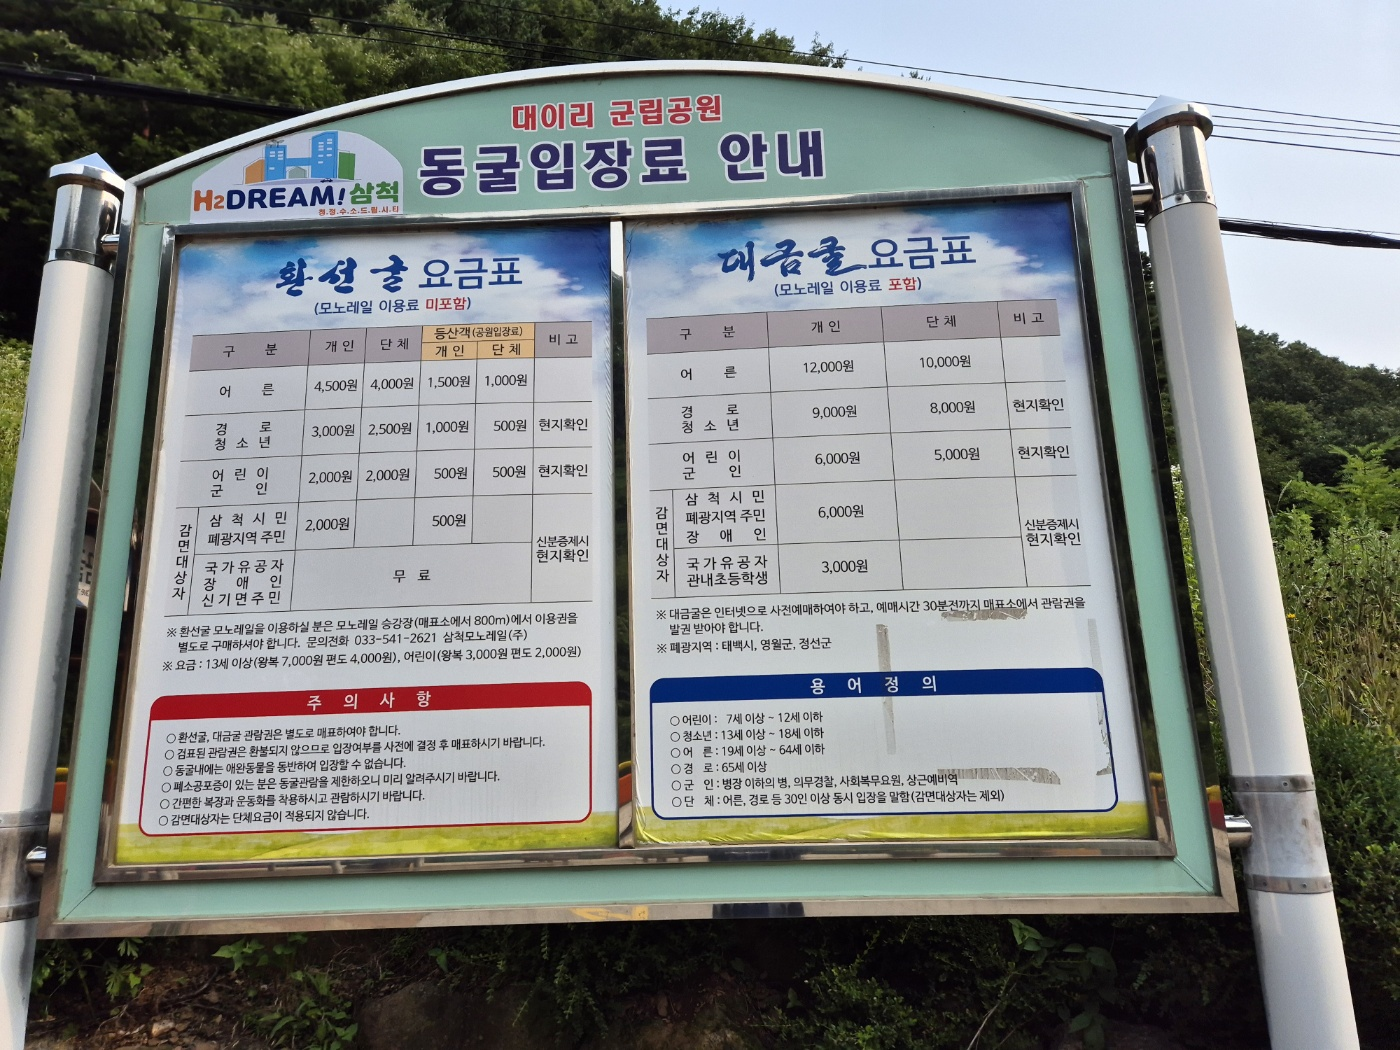 대이리 군립공원
동굴입장료 안내
H2DREAM! 삼척
청.정.수.소.드.림.시.티
환선굴 요금표
(모노레일 이용료 미포함)
구 분 개 인 단 체 등산객(공원입장료) 비 고
개 인 단 체
어 른 4,500원 4,000원 1,500원 1,000원
경 로
청 소 년 3,000원 2,500원 1,000원 500원 현지확인
어 린 이
군 인 2,000원 2,000원 500원 500원 현지확인
감면대상자
삼 척 시 민
폐광지역 주민 2,000원 500원
신분증제시
현지확인
국가유공자
장 애 인 무 료
신기면주민
※ 환선굴 모노레일을 이용하실 분은 모노레일 승강장(매표소에서 800m)에서 이용권을
별도로 구매하셔야 합니다. 문의전화 033-541-2621 삼척모노레일(주)
※ 요금 : 13세 이상(왕복 7,000원 편도 4,000원), 어린이(왕복 3,000원 편도 2,000원)
주 의 사 항
○ 환선굴, 대금굴 관람권은 별도로 매표하여야 합니다.
○ 검표된 관람권은 환불되지 않으므로 입장여부를 사전에 결정 후 매표하시기 바랍니다.
○ 동굴내에는 애완동물을 동반하여 입장할 수 없습니다.
○ 폐소공포증이 있는 분은 동굴관람을 제한하오니 미리 알려주시기 바랍니다.
○ 간편한 복장과 운동화를 착용하시고 관람하시기 바랍니다.
○ 감면대상자는 단체요금이 적용되지 않습니다.
대금굴 요금표
(모노레일 이용료 포함)
구 분 개 인 단 체 비 고
어 른 12,000원 10,000원
경 로
청 소 년 9,000원 8,000원 현지확인
어 린 이
군 인 6,000원 5,000원 현지확인
감면대상자
삼 척 시 민
폐광지역 주민 6,000원
장 애 인
신분증제시
현지확인
국가유공자
관내초등학생 3,000원
※ 대금굴은 인터넷으로 사전예매하여야 하고, 예매시간 30분전까지 매표소에서 관람권을
발권 받아야 합니다.
※ 폐광지역 : 태백시, 영월군, 정선군
용 어 정 의
○ 어린이 : 7세 이상 ~ 12세 이하
○ 청소년 : 13세 이상 ~ 18세 이하
○ 어 른 : 19세 이상 ~ 64세 이하
○ 경 로 : 65세 이상
○ 군 인 : 병장 이하의 병, 의무경찰, 사회복무요원, 상근예비역
○ 단 체 : 어른, 경로 등 30인 이상 동시 입장을 말함(감면대상자는 제외)